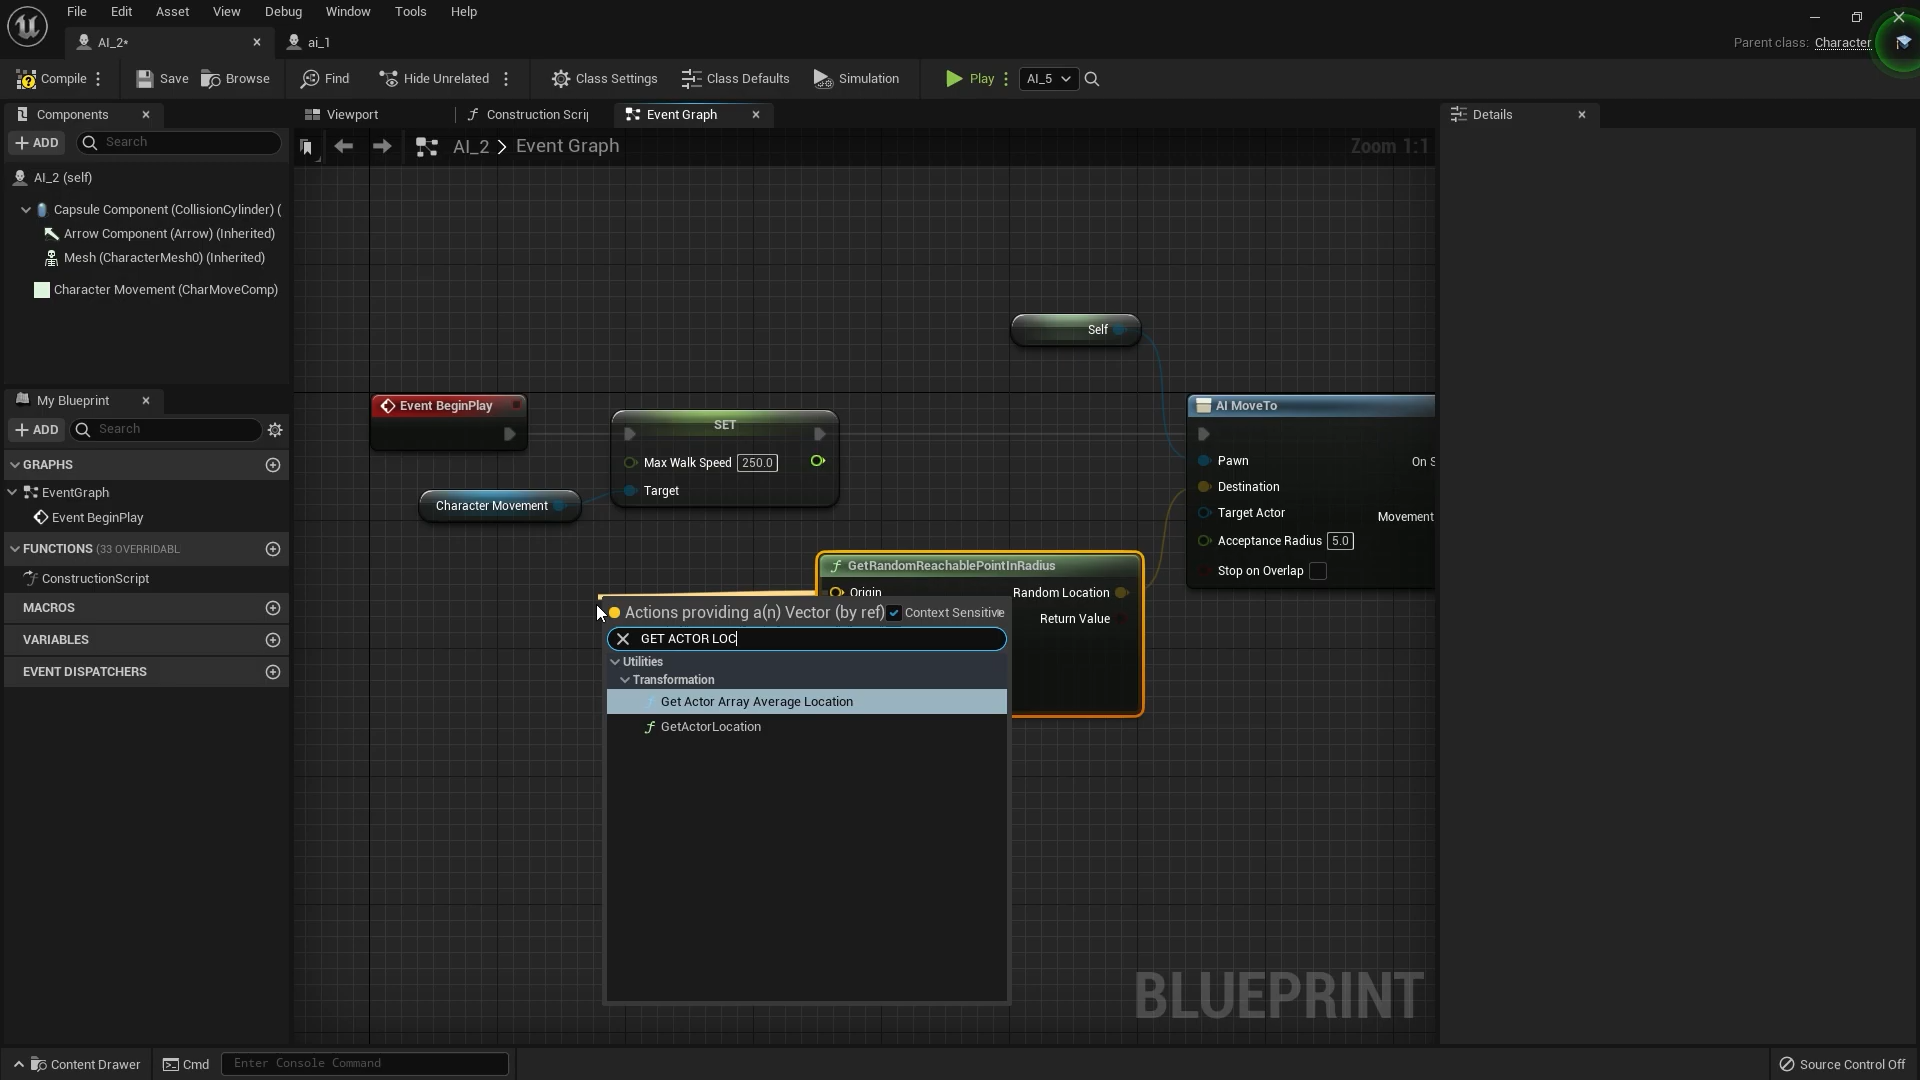 File Edit Asset View Debug Window Tools Help
AI_2*
ai_1
Parent class: Character
Compile Save Browse Find Hide Unrelated Class Settings Class Defaults Simulation Play AI_5
Components
Viewport
Construction Scrip
Event Graph
Details
ADD Search
AI_2 > Event Graph
Zoom 1:1
AI_2 (self)
Capsule Component (CollisionCylinder) (
Arrow Component (Arrow) (Inherited)
Mesh (CharacterMesh0) (Inherited)
Character Movement (CharMoveComp)
My Blueprint
ADD Search
GRAPHS
EventGraph
Event BeginPlay
FUNCTIONS (33 OVERRIDABL
ConstructionScript
MACROS
VARIABLES
EVENT DISPATCHERS
Self
Event BeginPlay
SET
Max Walk Speed 250.0
Target
Character Movement
AI MoveTo
Pawn
On S
Destination
Target Actor
Movement
Acceptance Radius 5.0
Stop on Overlap
GetRandomReachablePointInRadius
Origin
Random Location
Return Value
Actions providing a(n) Vector (by ref)
Context Sensitive
GET ACTOR LOC
Utilities
Transformation
Get Actor Array Average Location
GetActorLocation
BLUEPRINT
Content Drawer
Cmd
Enter Console Command
Source Control Off